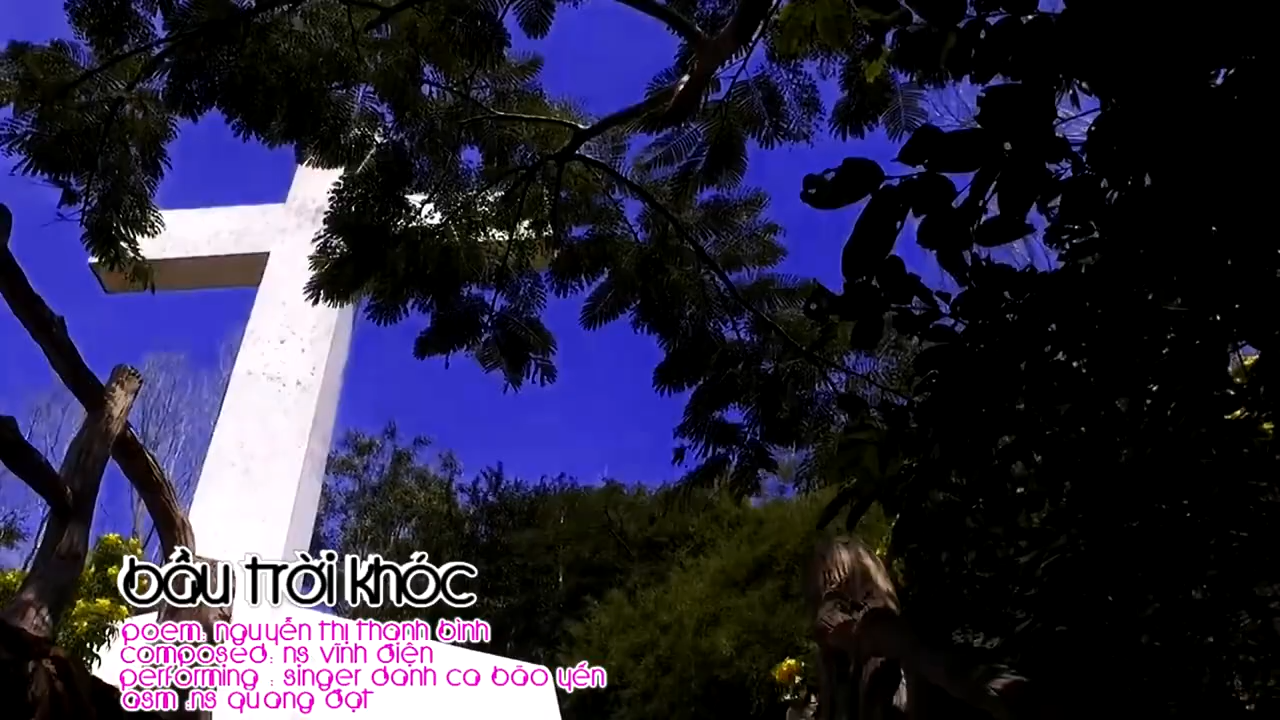 bầu trời khóc
poem: nguyễn thị thanh bình
composed: ns vĩnh điện
performing : singer danh ca bảo yến
asm :ns quang đạt